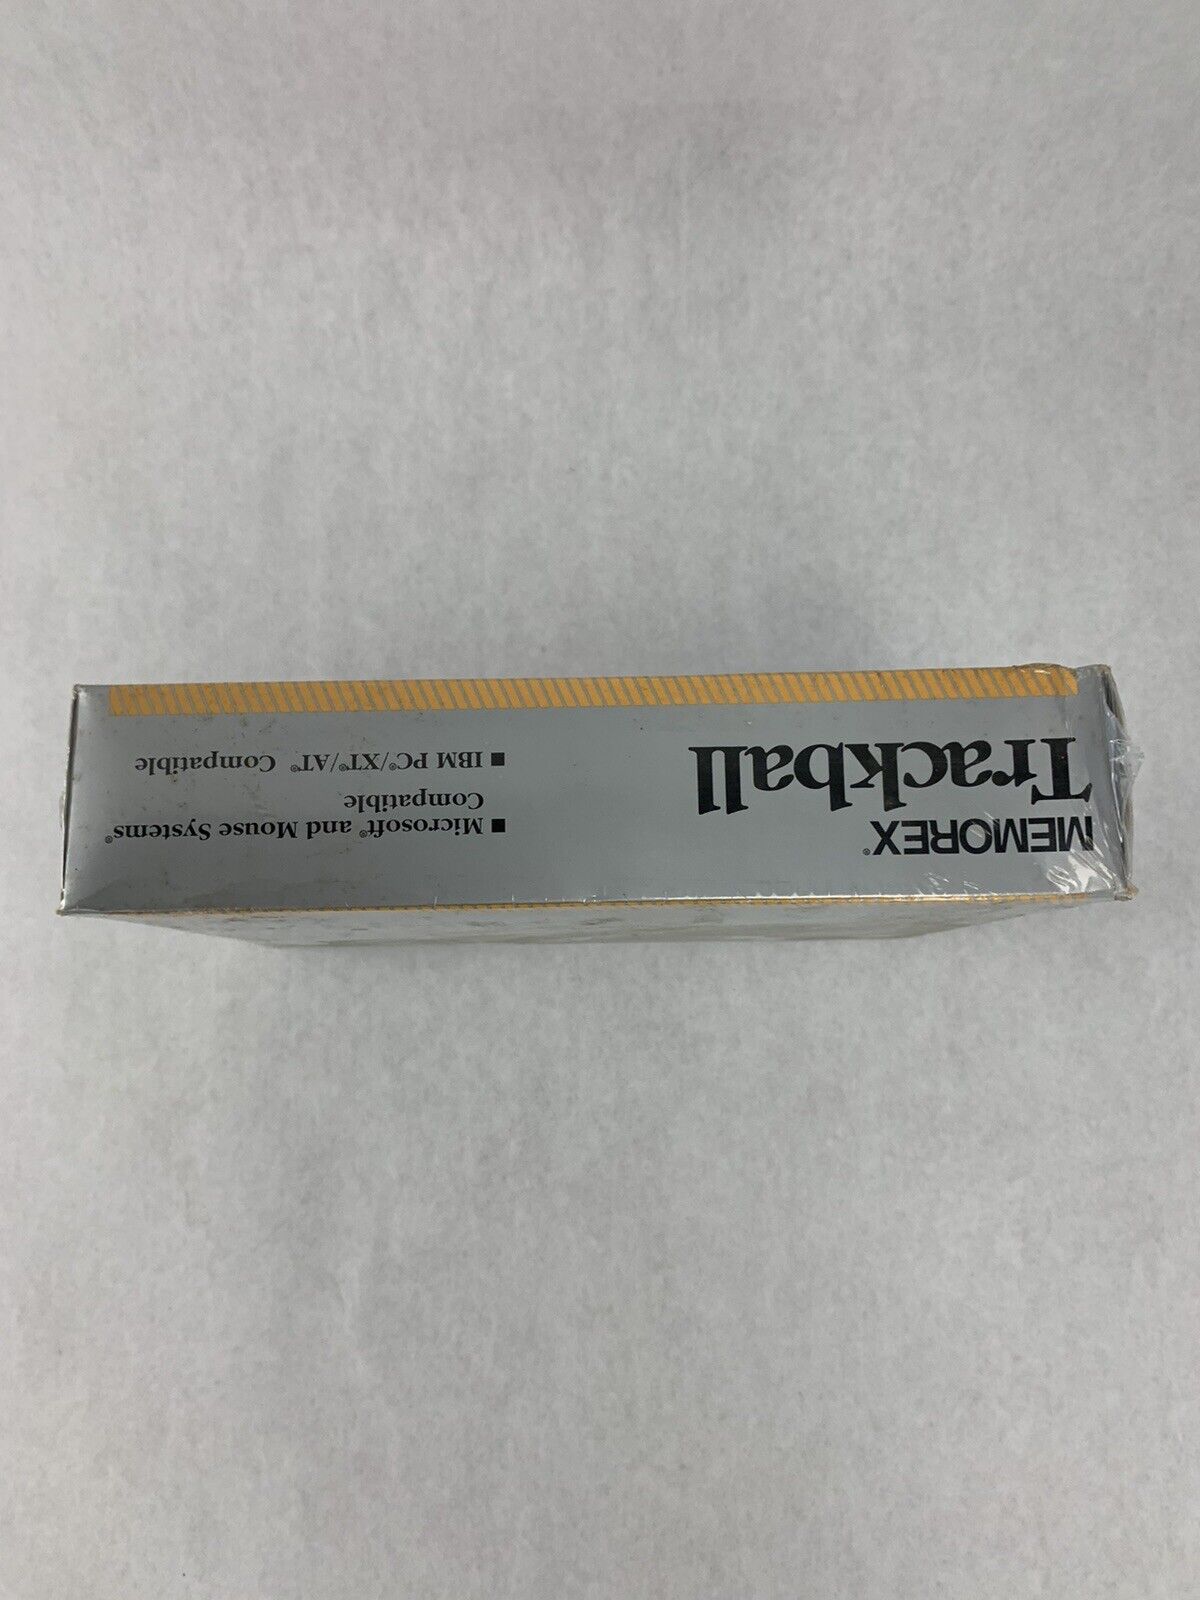 MEMOREX®
Trackball
■ Microsoft® and Mouse Systems®
Compatible
■ IBM PC®/XT®/AT® Compatible